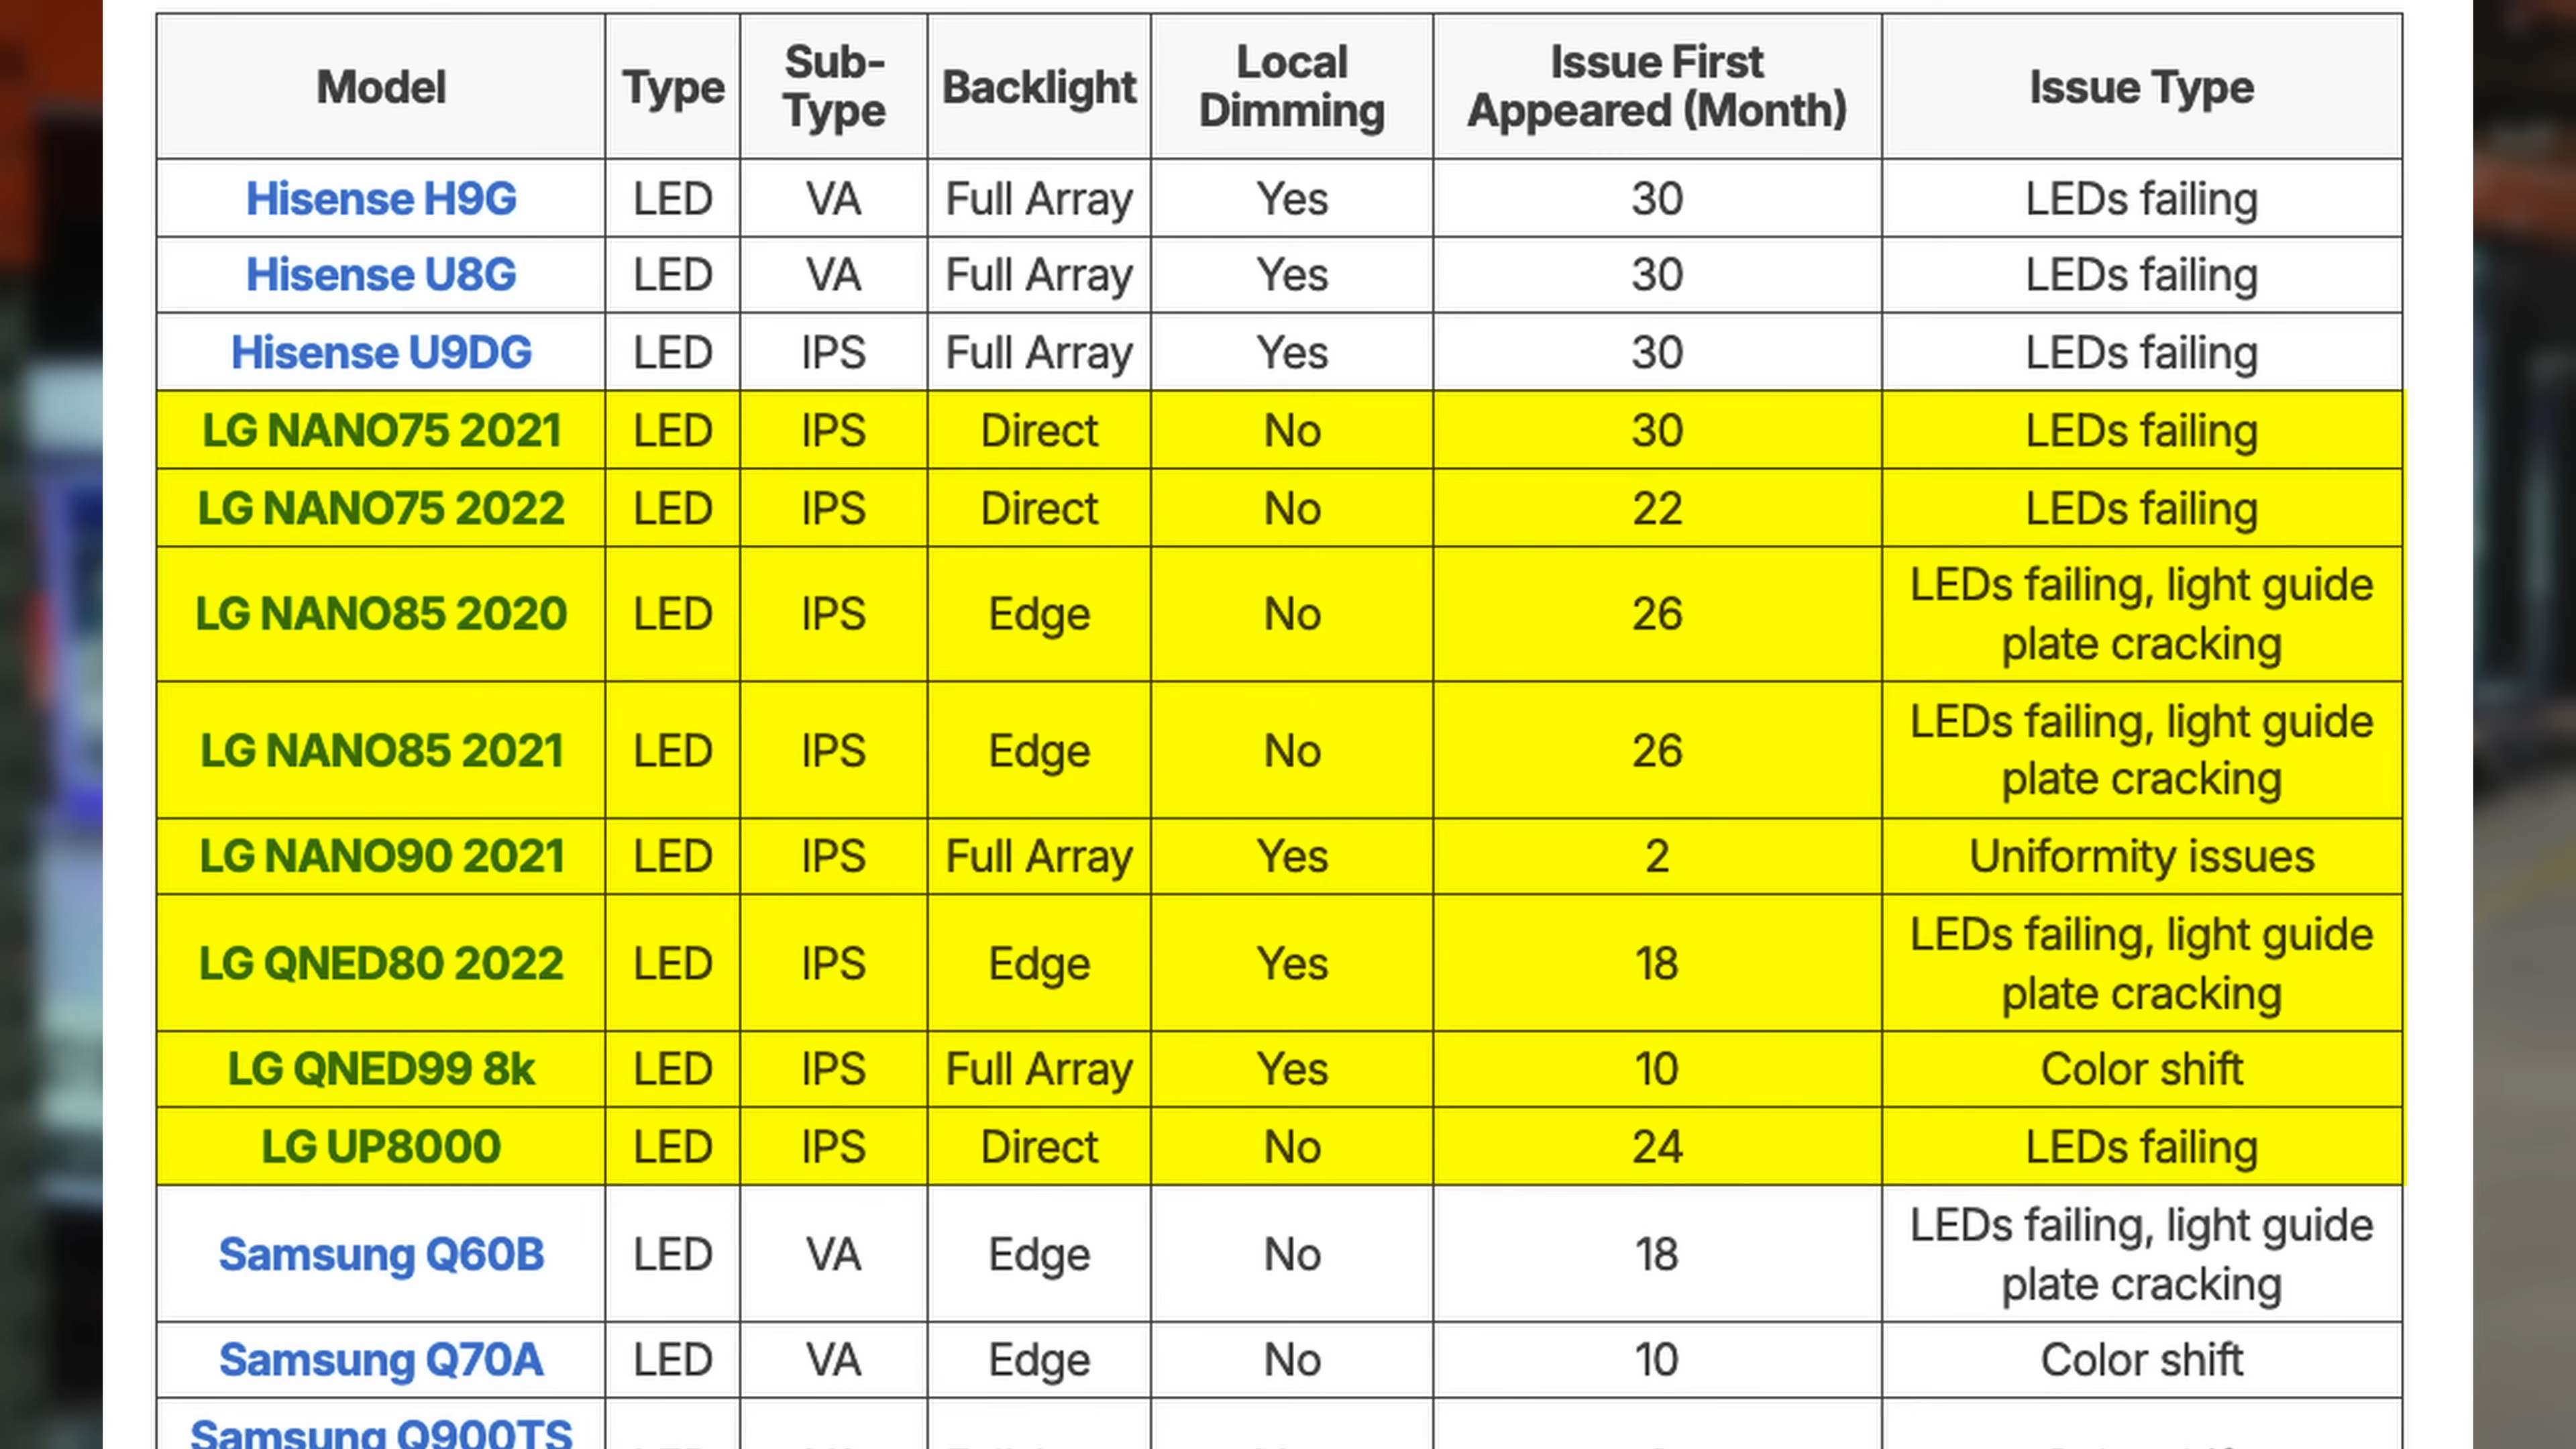 Model Type Sub-Type Backlight Local Dimming Issue First Appeared (Month) Issue Type
Hisense H9G LED VA Full Array Yes 30 LEDs failing
Hisense U8G LED VA Full Array Yes 30 LEDs failing
Hisense U9DG LED IPS Full Array Yes 30 LEDs failing
LG NANO75 2021 LED IPS Direct No 30 LEDs failing
LG NANO75 2022 LED IPS Direct No 22 LEDs failing
LG NANO85 2020 LED IPS Edge No 26 LEDs failing, light guide plate cracking
LG NANO85 2021 LED IPS Edge No 26 LEDs failing, light guide plate cracking
LG NANO90 2021 LED IPS Full Array Yes 2 Uniformity issues
LG QNED80 2022 LED IPS Edge Yes 18 LEDs failing, light guide plate cracking
LG QNED99 8k LED IPS Full Array Yes 10 Color shift
LG UP8000 LED IPS Direct No 24 LEDs failing
Samsung Q60B LED VA Edge No 18 LEDs failing, light guide plate cracking
Samsung Q70A LED VA Edge No 10 Color shift
Samsung Q900TS